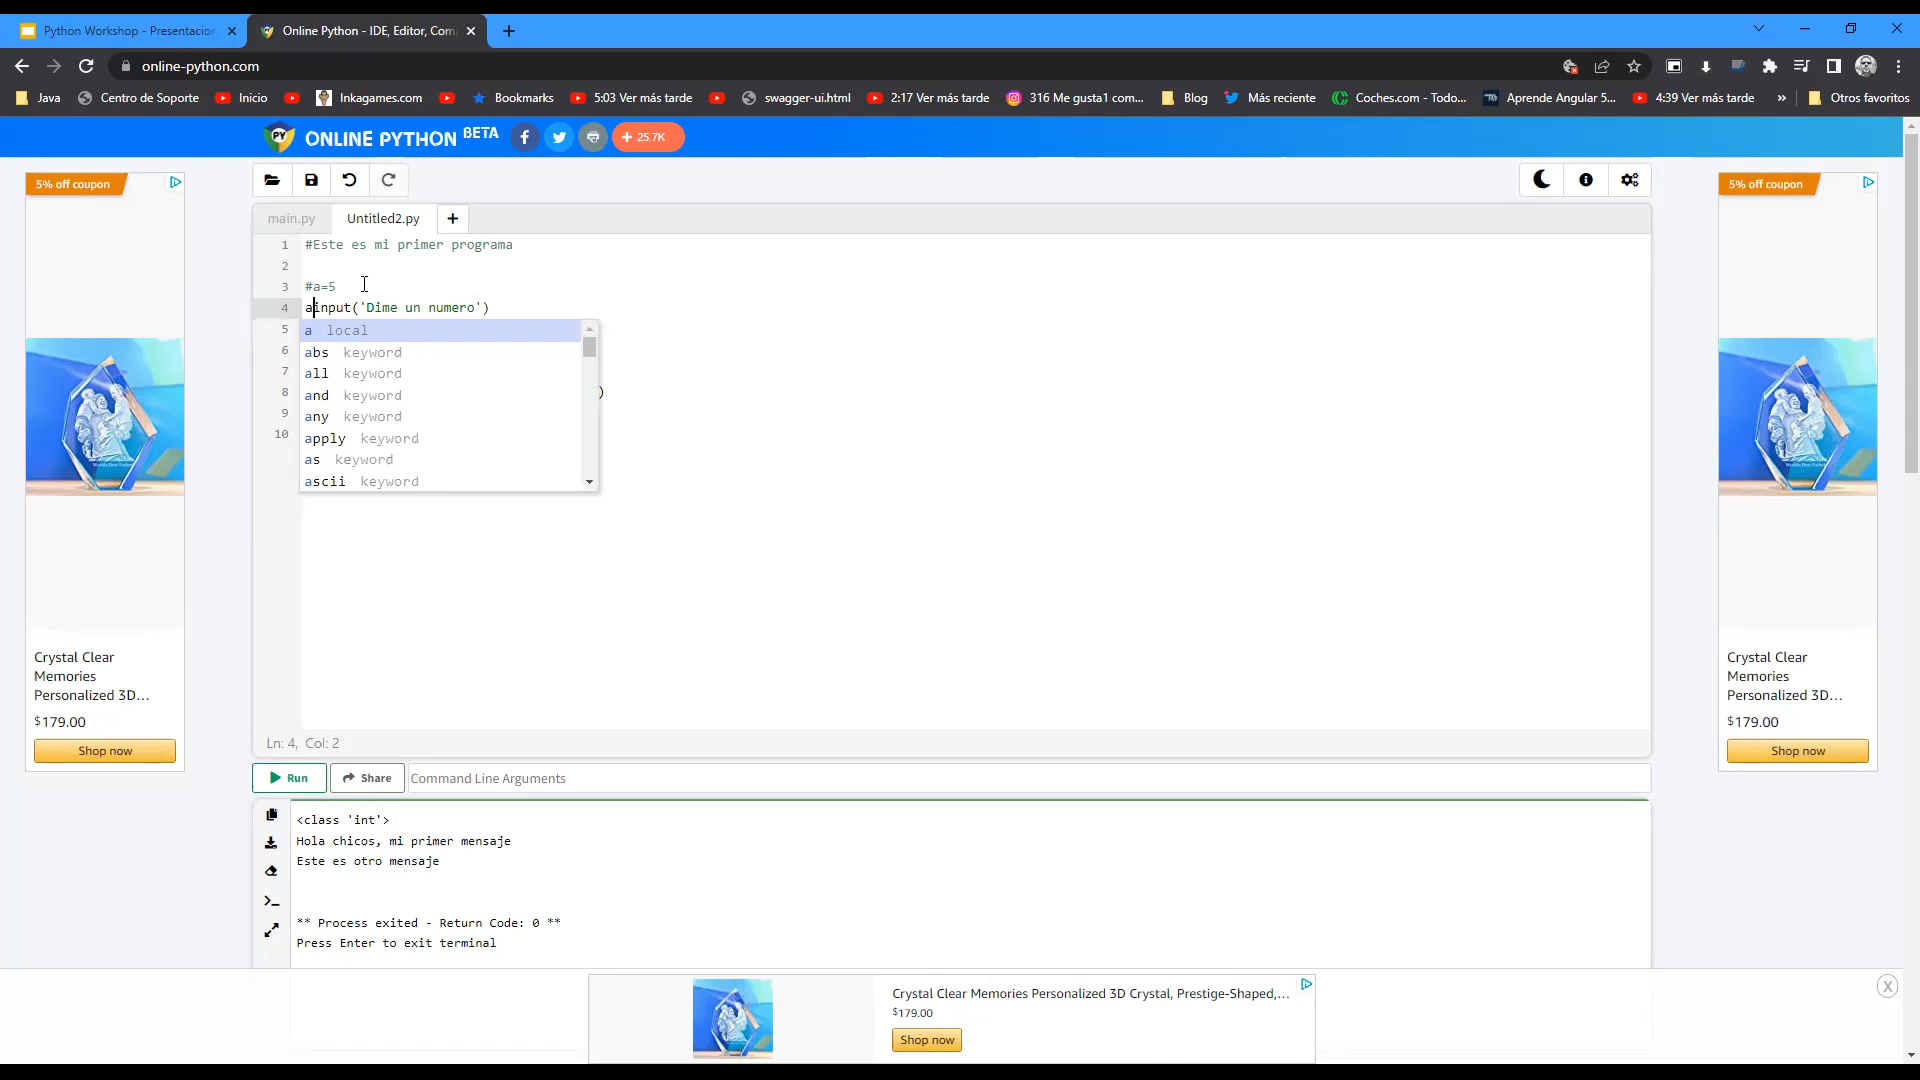 Python Workshop - Presentacion
Online Python - IDE, Editor, Com
online-python.com
Java
Centro de Soporte
Inicio
Inkagames.com
Bookmarks
5:03 Ver más tarde
swagger-ui.html
2:17 Ver más tarde
316 Me gusta1 com...
Blog
Más reciente
Coches.com - Todo...
Aprende Angular 5...
4:39 Ver más tarde
»
Otros favoritos
PY ONLINE PYTHON BETA
25.7K
5% off coupon
5% off coupon
main.py
Untitled2.py
1 #Este es mi primer programa
2
3 #a=5
4 ainput('Dime un numero')
5
6
7
8 )
9
10
a local
abs keyword
all keyword
and keyword
any keyword
apply keyword
as keyword
ascii keyword
Crystal Clear
Memories
Personalized 3D...
$179.00
Shop now
Crystal Clear
Memories
Personalized 3D...
$179.00
Shop now
Ln: 4, Col: 2
Run
Share
Command Line Arguments
<class 'int'>
Hola chicos, mi primer mensaje
Este es otro mensaje
** Process exited - Return Code: 0 **
Press Enter to exit terminal
Crystal Clear Memories Personalized 3D Crystal, Prestige-Shaped,...
$179.00
Shop now
X